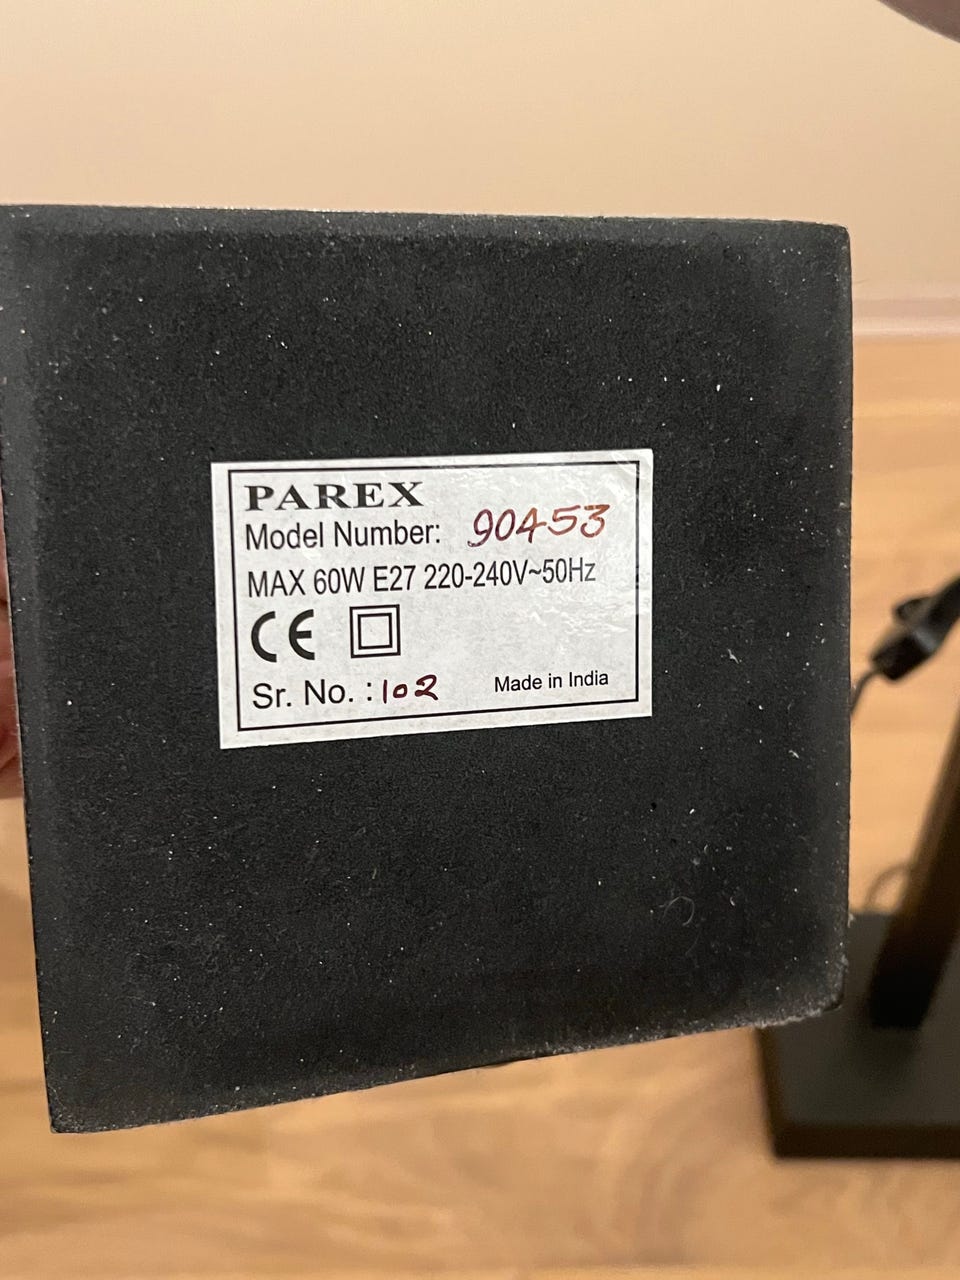 PAREX
Model Number: 90453
MAX 60W E27 220-240V~50Hz
CE
Sr. No. : 102 Made in India